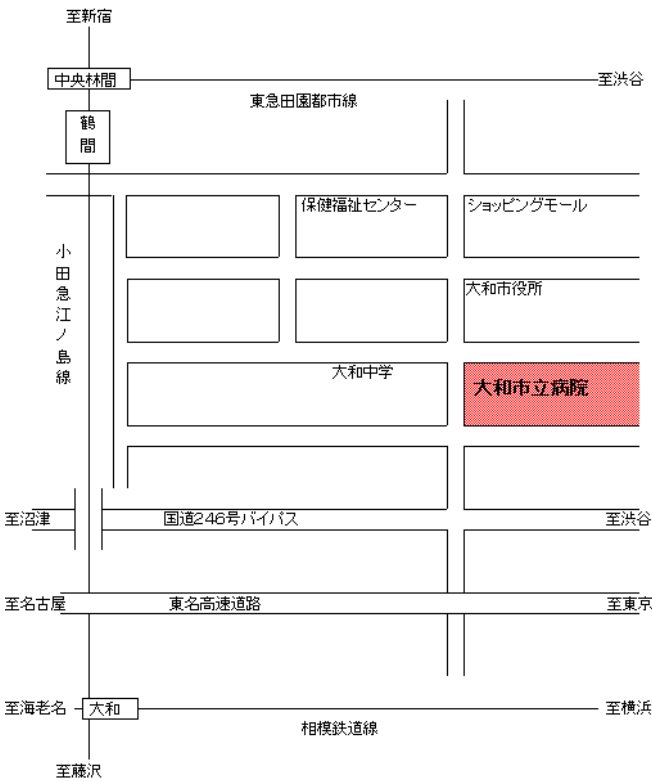 至新宿
中央林間
至渋谷
東急田園都市線
鶴間
保健福祉センター
ショッピングモール
小田急江ノ島線
大和市役所
大和中学
大和市立病院
至沼津
国道246号バイパス
至渋谷
至名古屋
東名高速道路
至東京
至海老名
大和
至横浜
相模鉄道線
至藤沢